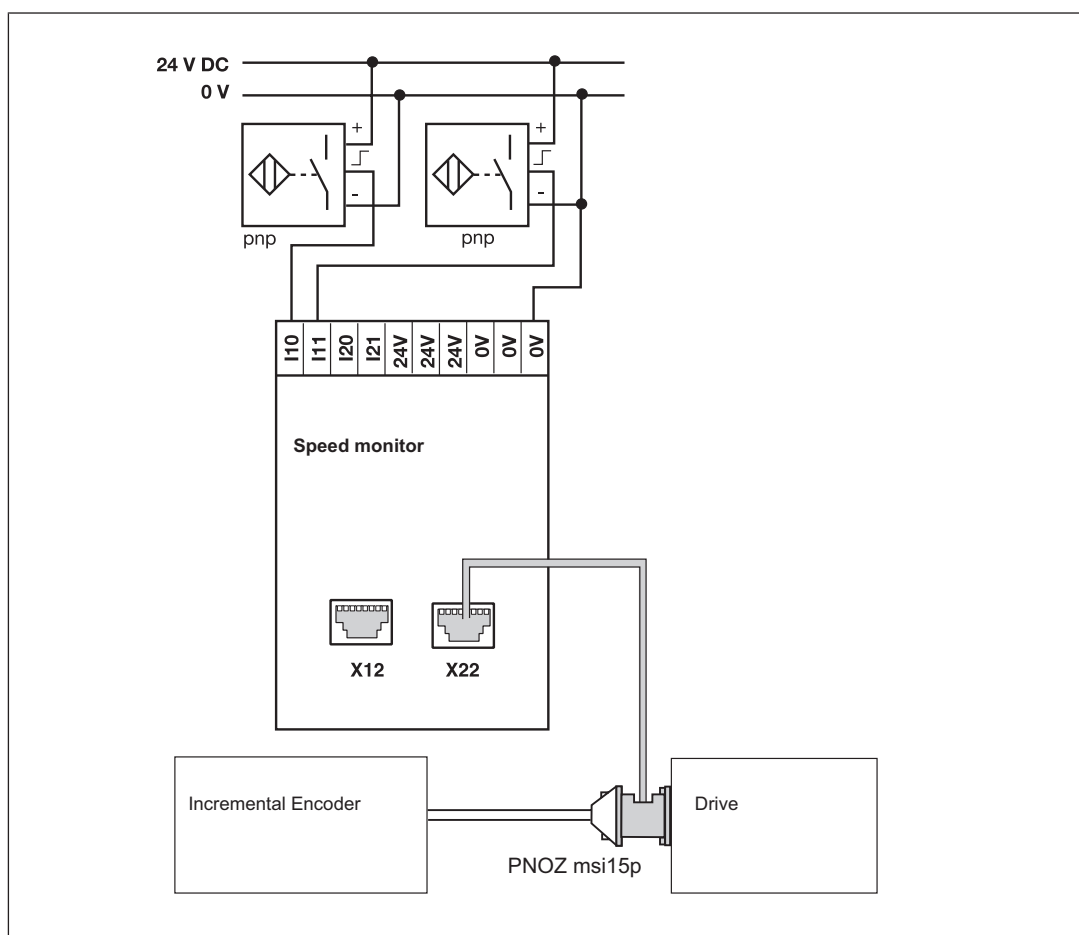 24 V DC
0 V
+
-
pnp
+
-
pnp
I10 I11 I20 I21 24V 24V 24V 0V 0V 0V
Speed monitor
X12 X22
Incremental Encoder
Drive
PNOZ msi15p